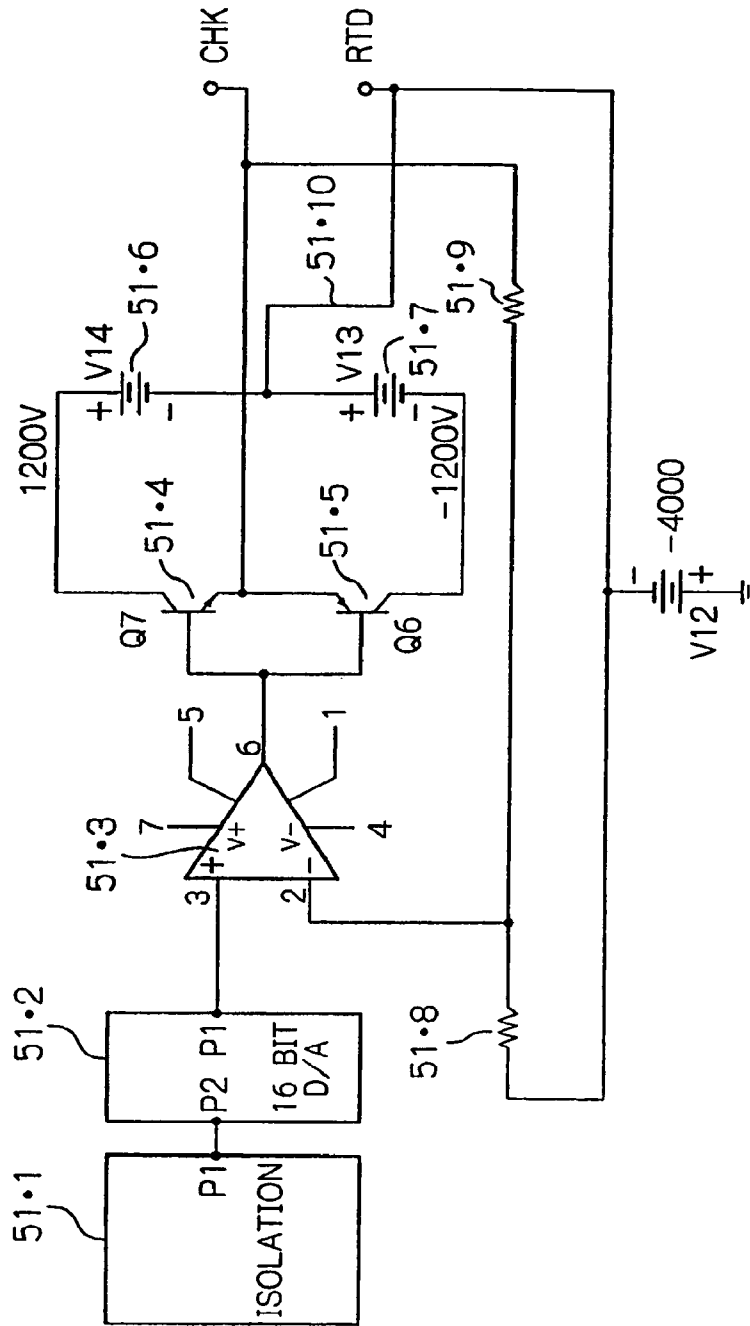 51•1
P1
ISOLATION
51•2
P2 P1
16 BIT
D/A
51•3
3
2
+
-
7
V+
V-
4
5
1
6
Q7
51•4
51•5
Q6
1200V
+
V14
-
51•6
+
V13
-
51•7
-1200V
51•10
CHK
RTD
51•8
51•9
-
-4000
+
V12